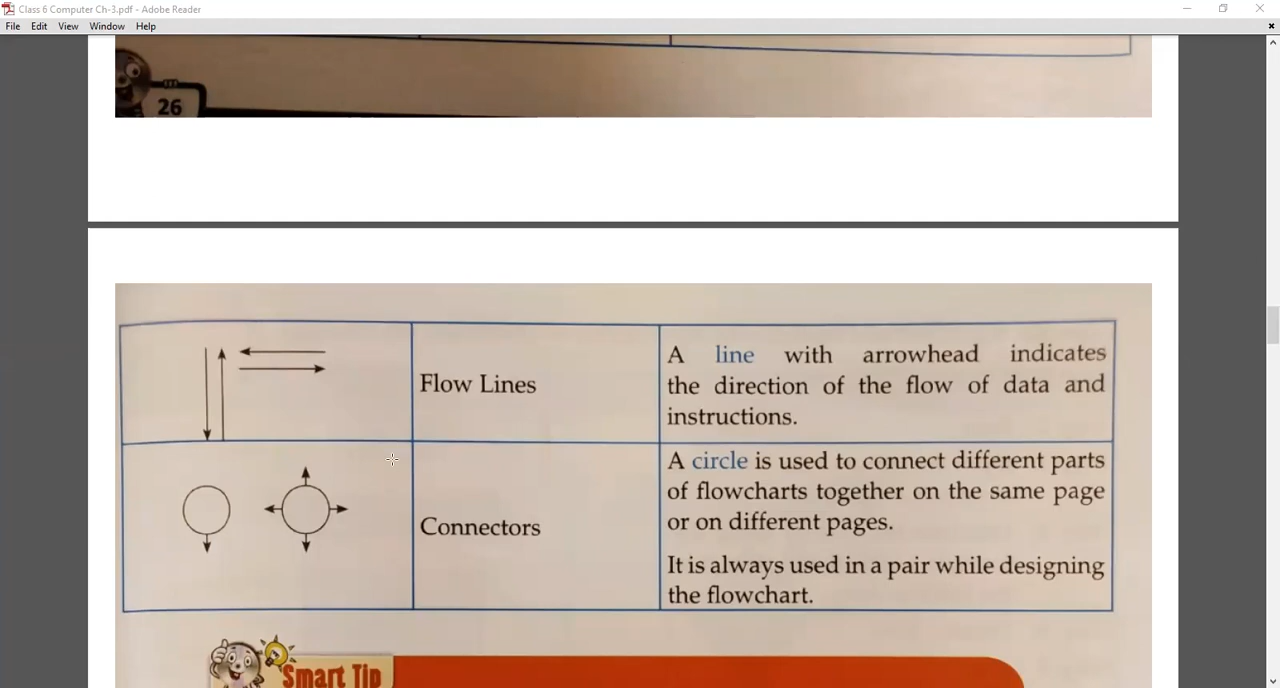 Class 6 Computer Ch-3.pdf - Adobe Reader
File Edit View Window Help
26
Flow Lines
A line with arrowhead indicates
the direction of the flow of data and
instructions.
Connectors
A circle is used to connect different parts
of flowcharts together on the same page
or on different pages.
It is always used in a pair while designing
the flowchart.
Smart Tip